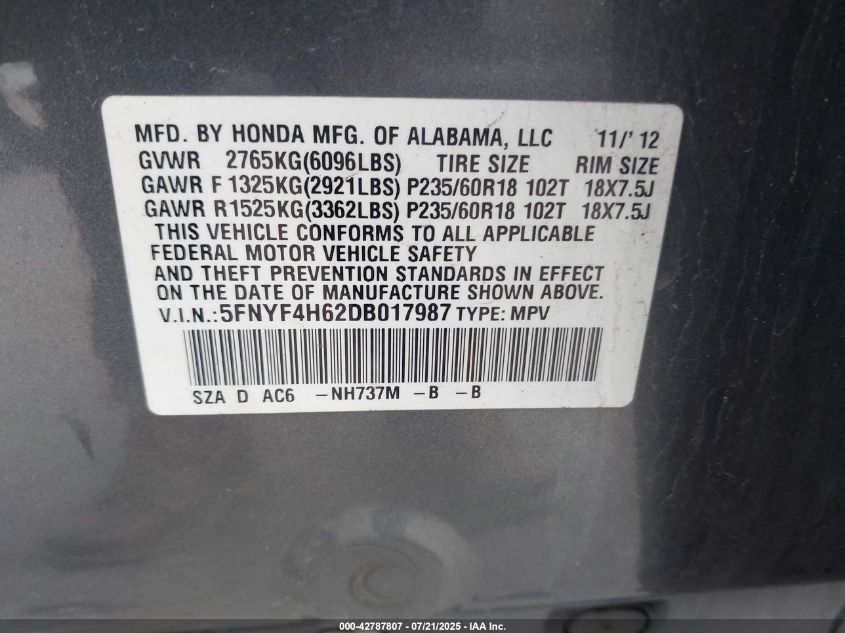 MFD. BY HONDA MFG. OF ALABAMA, LLC 11/'12
GVWR 2765KG(6096LBS) TIRE SIZE RIM SIZE
GAWR F1325KG(2921LBS) P235/60R18 102T 18X7.5J
GAWR R1525KG(3362LBS) P235/60R18 102T 18X7.5J
THIS VEHICLE CONFORMS TO ALL APPLICABLE
FEDERAL MOTOR VEHICLE SAFETY
AND THEFT PREVENTION STANDARDS IN EFFECT
ON THE DATE OF MANUFACTURE SHOWN ABOVE.
V.I.N.:5FNYF4H62DB017987 TYPE: MPV
SZA D AC6 -NH737M -B -B
000-42787807 / 07/21/2025 - IAA Inc.